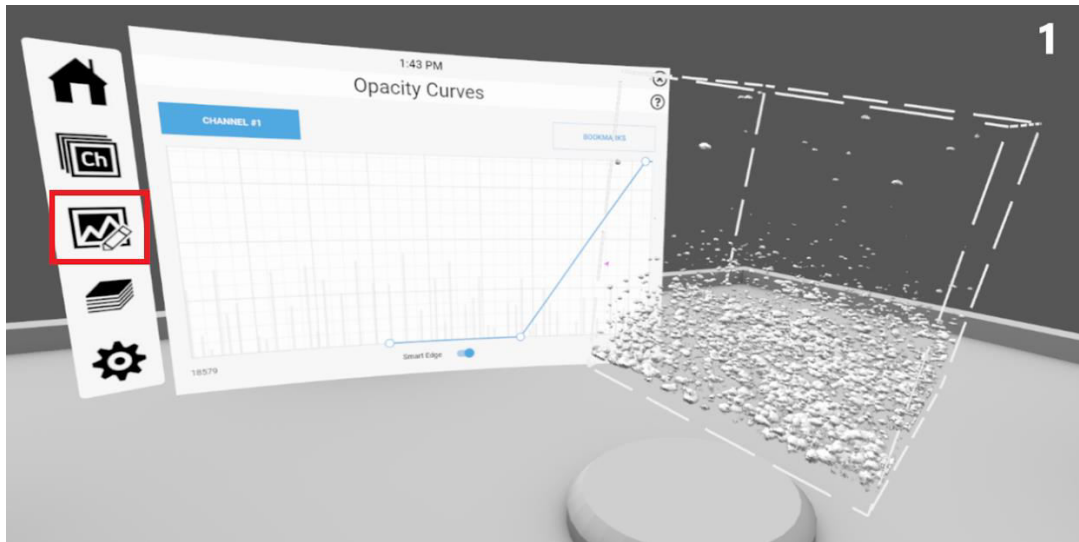 1
1:43 PM
Opacity Curves
CHANNEL #1
BOOKMARKS
Ch
?
Smart Edge
18579